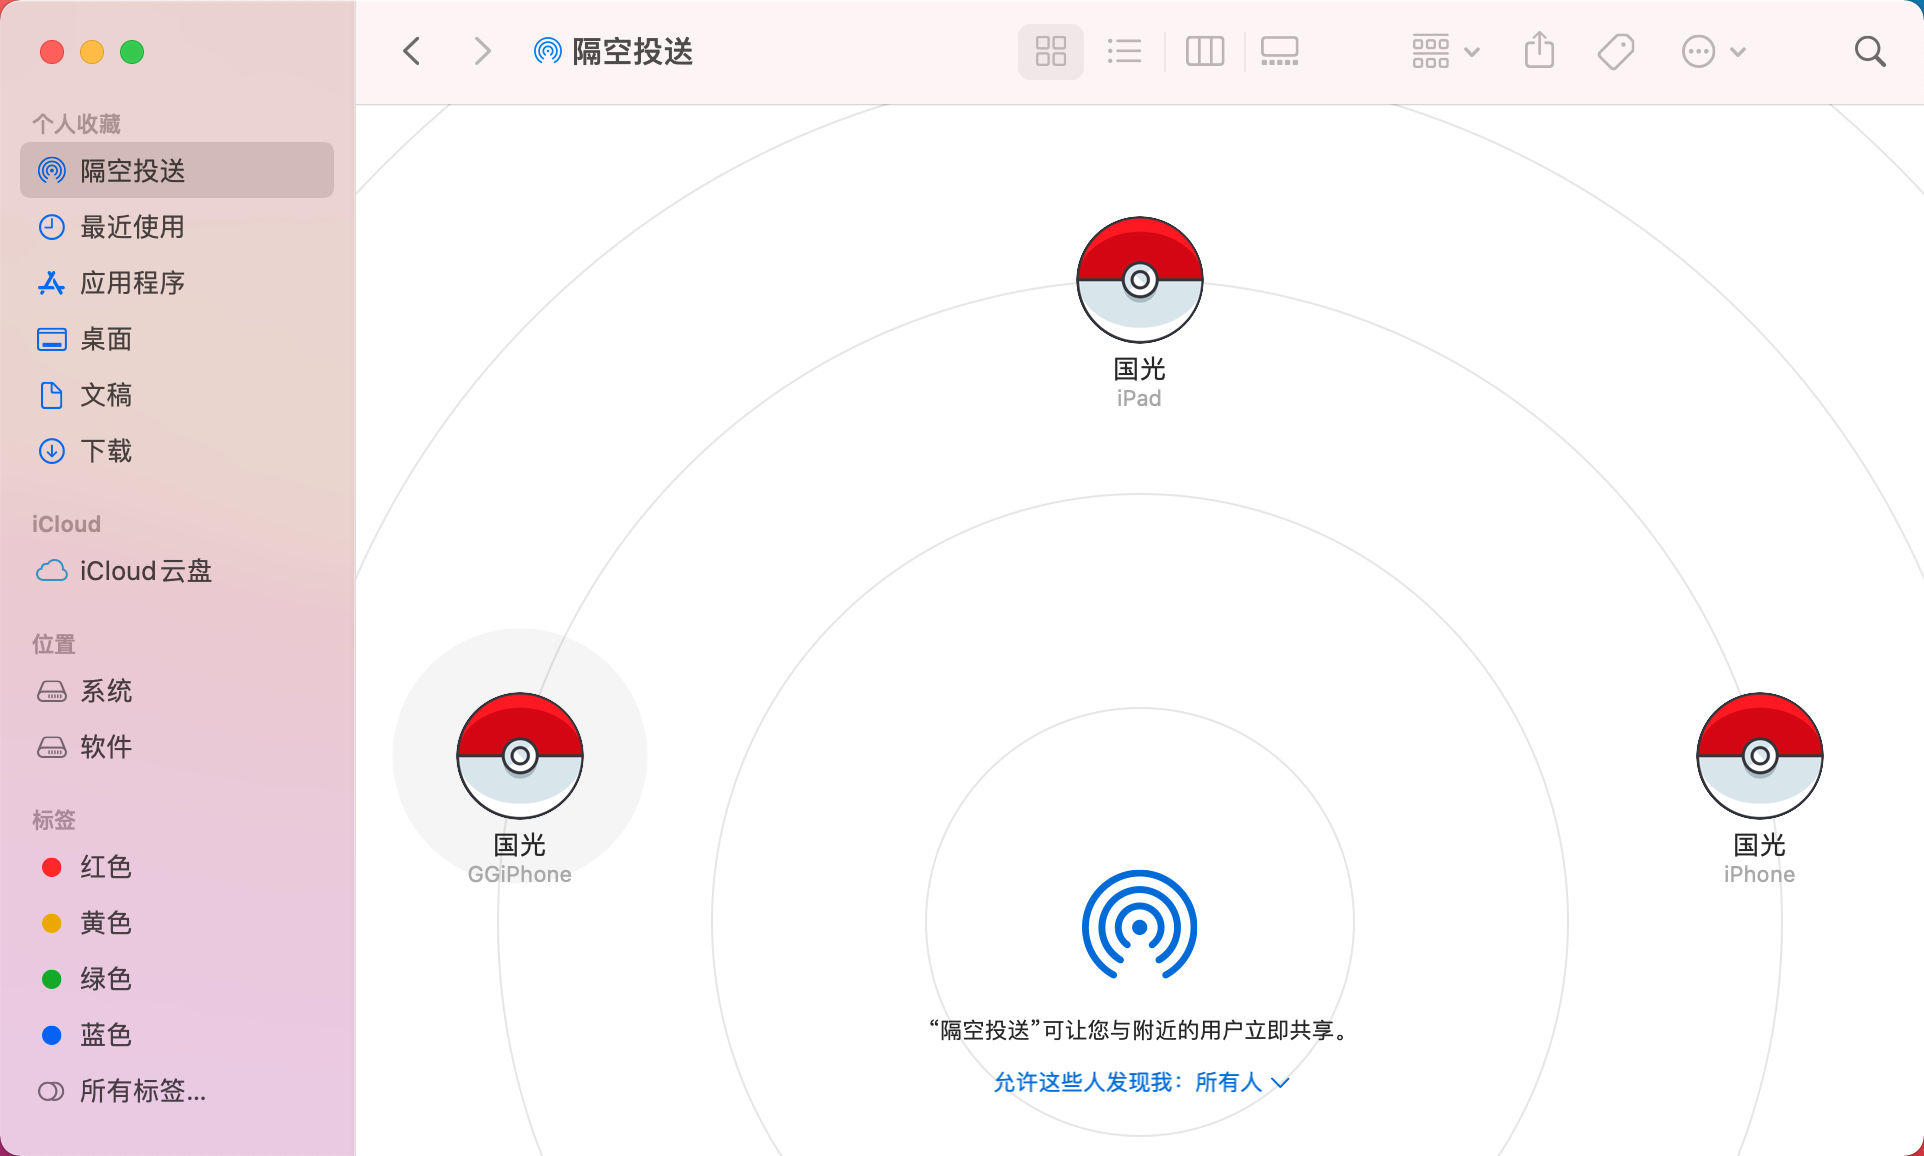 隔空投送
个人收藏
隔空投送
最近使用
应用程序
桌面
文稿
下载
iCloud
iCloud云盘
位置
系统
软件
标签
红色
黄色
绿色
蓝色
所有标签...
国光
iPad
国光
GGiPhone
国光
iPhone
“隔空投送”可让您与附近的用户立即共享。
允许这些人发现我：所有人